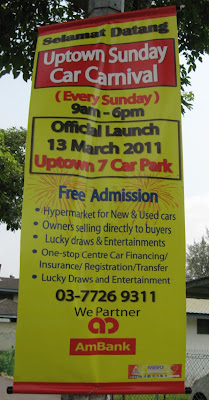 Selamat Datang
Uptown Sunday
Car Carnival
( Every Sunday )
9am - 6pm
Official Launch
13 March 2011
Uptown 7 Car Park
Free Admission
• Hypermarket for New & Used cars
• Owners selling directly to buyers
• Lucky draws & Entertainments
• One-stop Centre Car Financing/
Insurance/ Registration/Transfer
• Lucky Draws and Entertainment
03-7726 9311
We Partner
AmBank